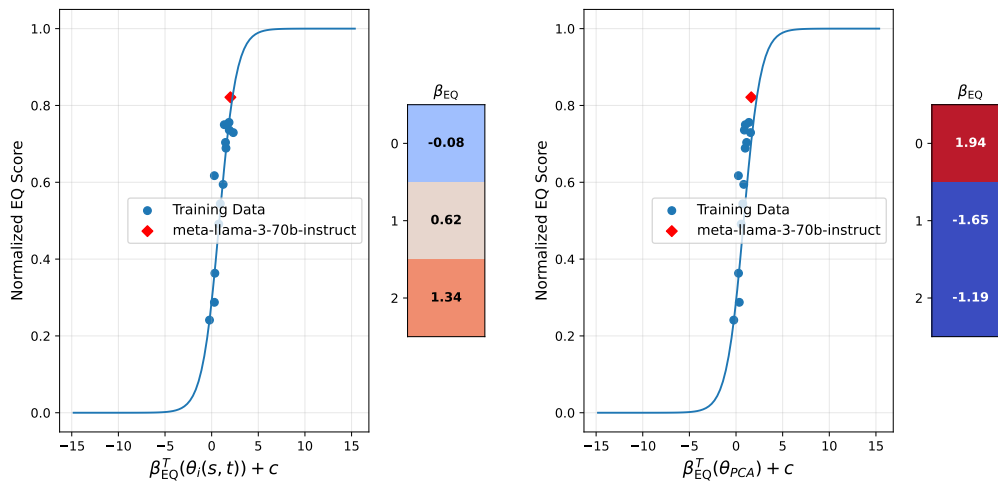 1.0
0.8
0.6
0.4
0.2
0.0
Normalized EQ Score
Training Data
meta-llama-3-70b-instruct
−15 −10 −5 0 5 10 15
β_EQ^T(θ_i(s, t)) + c
β_EQ
0 -0.08
1 0.62
2 1.34
1.0
0.8
0.6
0.4
0.2
0.0
Normalized EQ Score
Training Data
meta-llama-3-70b-instruct
−15 −10 −5 0 5 10 15
β_EQ^T(θ_PCA) + c
β_EQ
0 1.94
1 -1.65
2 -1.19